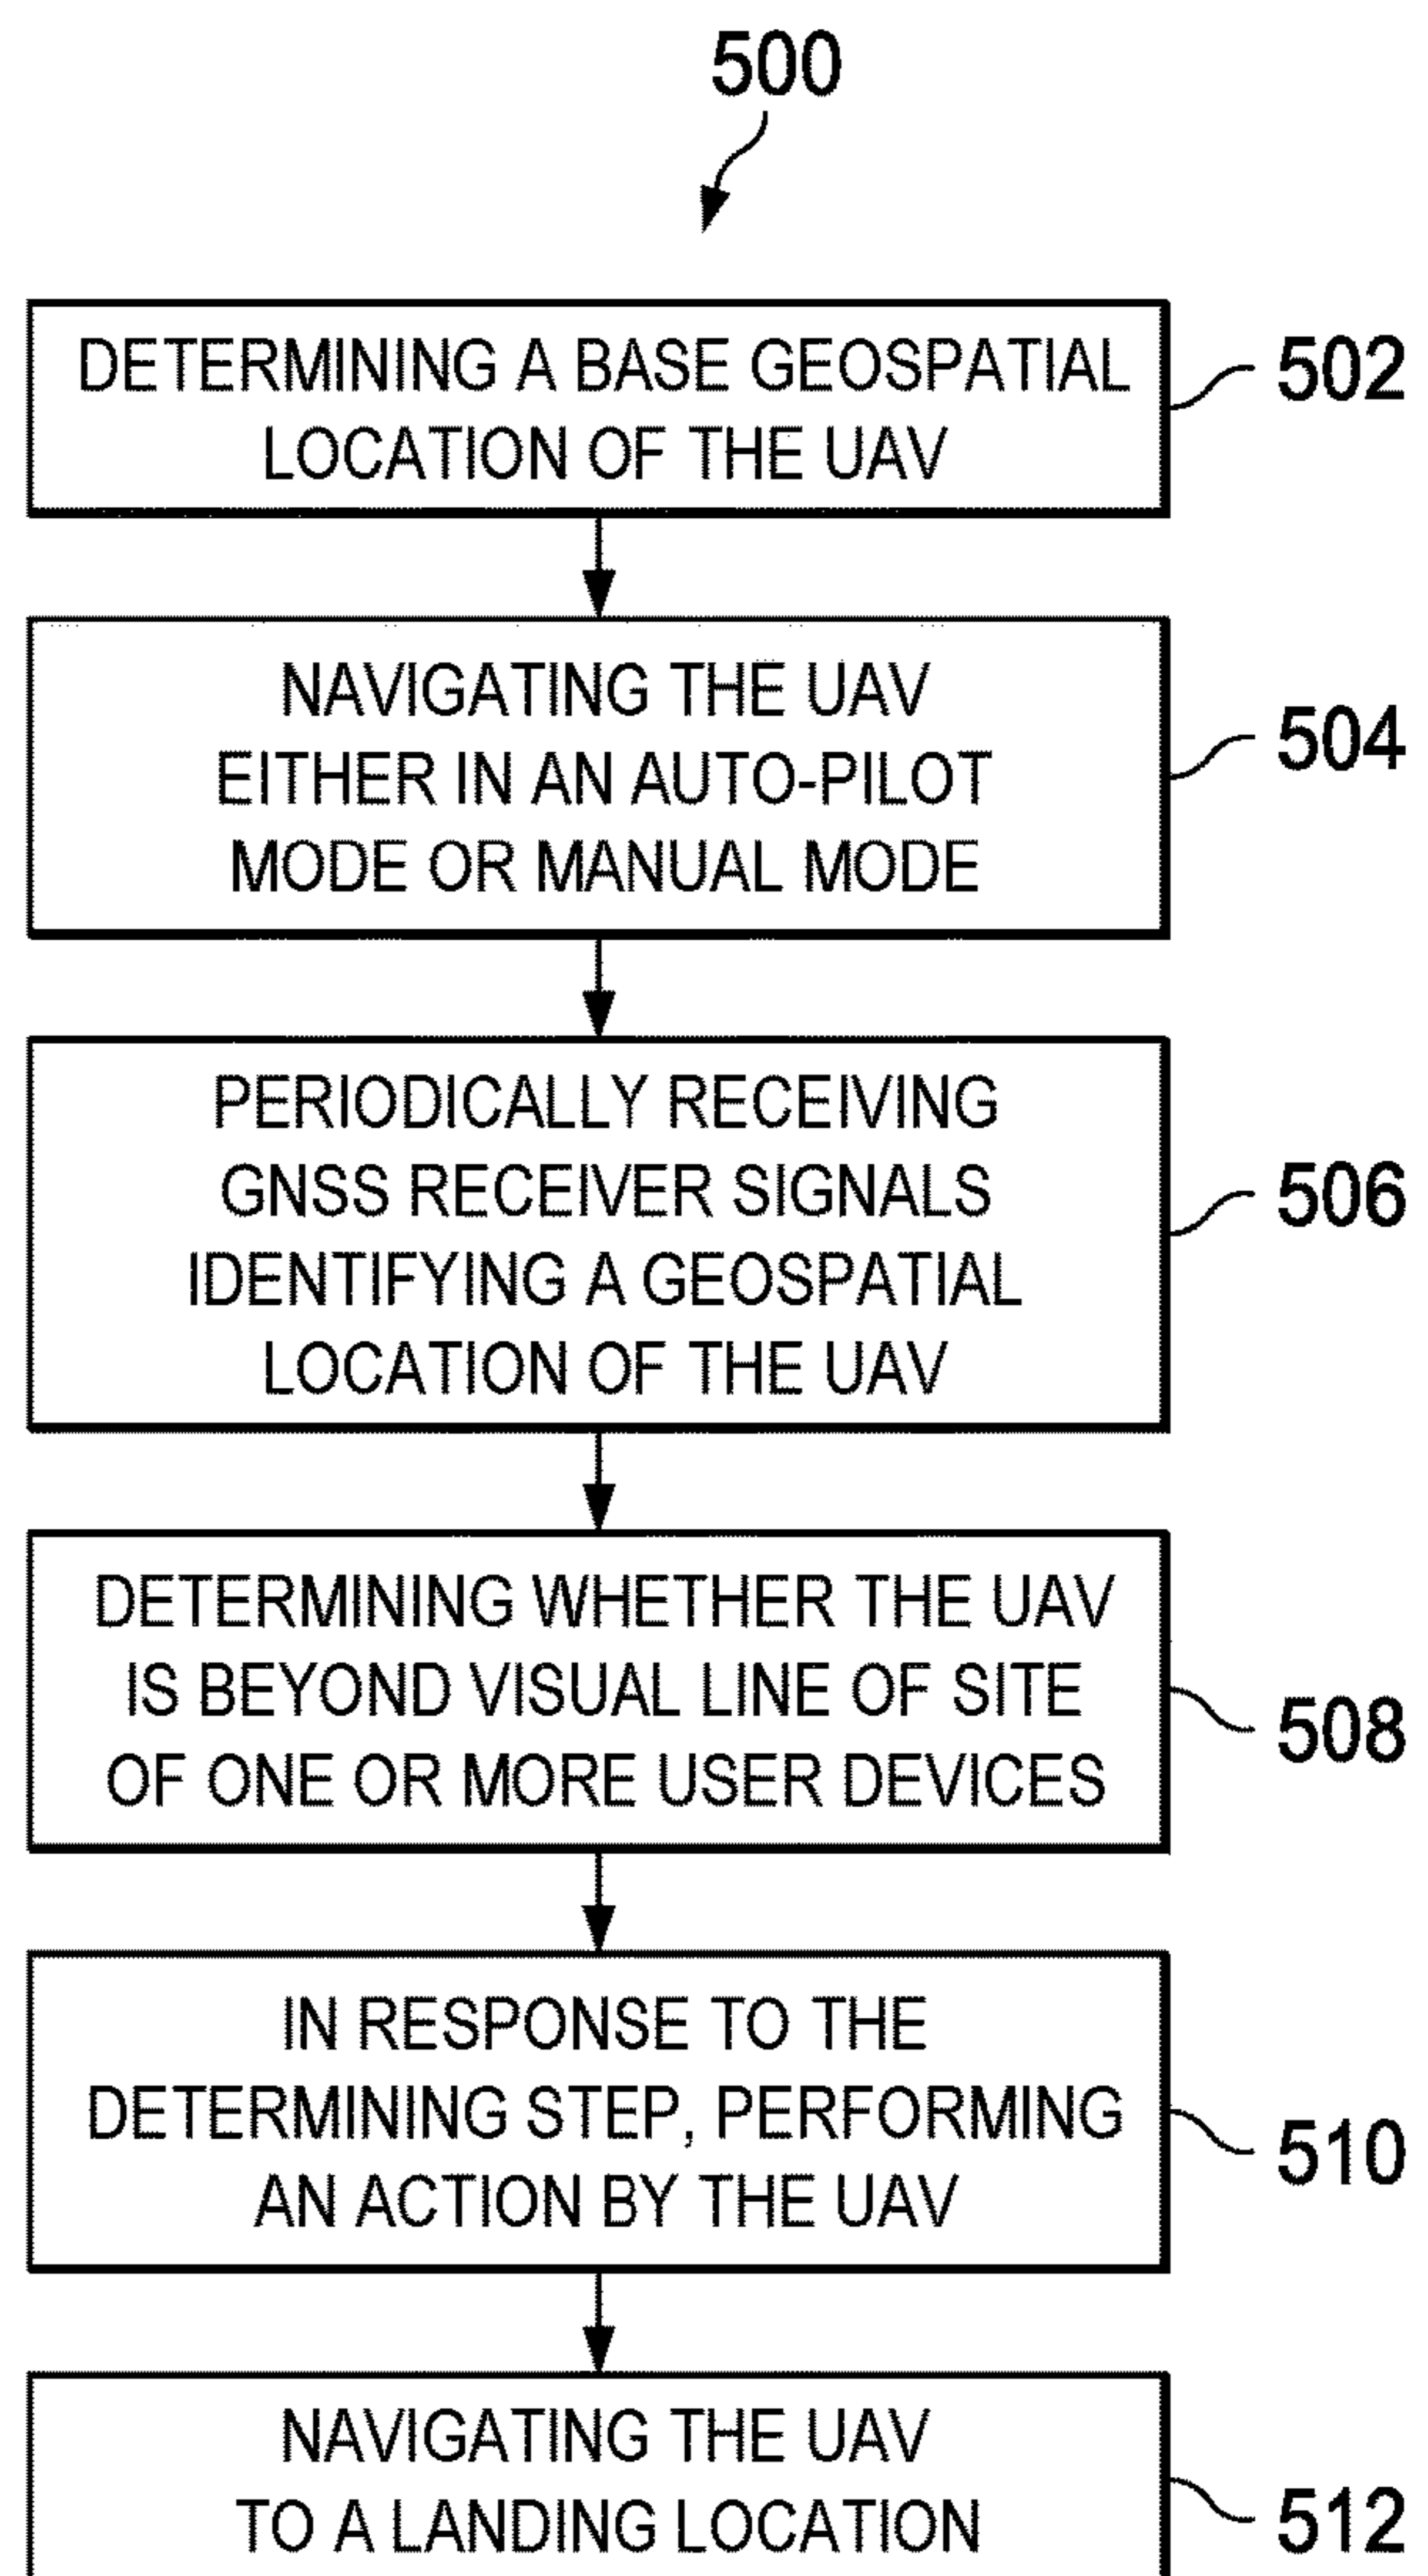 500
DETERMINING A BASE GEOSPATIAL
LOCATION OF THE UAV
502
NAVIGATING THE UAV
EITHER IN AN AUTO-PILOT
MODE OR MANUAL MODE
504
PERIODICALLY RECEIVING
GNSS RECEIVER SIGNALS
IDENTIFYING A GEOSPATIAL
LOCATION OF THE UAV
506
DETERMINING WHETHER THE UAV
IS BEYOND VISUAL LINE OF SITE
OF ONE OR MORE USER DEVICES
508
IN RESPONSE TO THE
DETERMINING STEP, PERFORMING
AN ACTION BY THE UAV
510
NAVIGATING THE UAV
TO A LANDING LOCATION
512